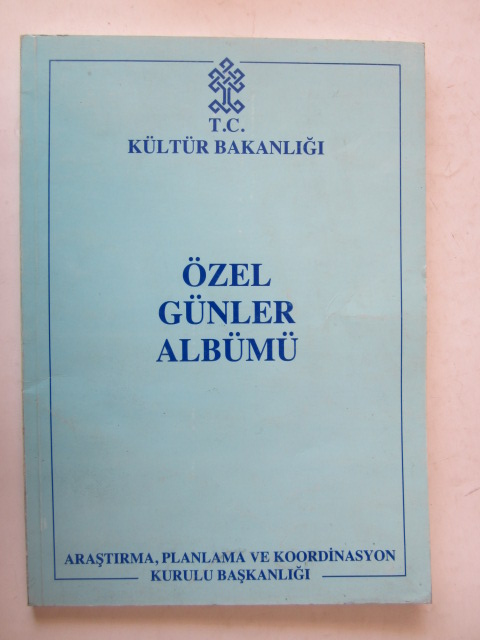 T.C.
KÜLTÜR BAKANLIĞI
ÖZEL
GÜNLER
ALBÜMÜ
ARAŞTIRMA, PLANLAMA VE KOORDİNASYON
KURULU BAŞKANLIĞI